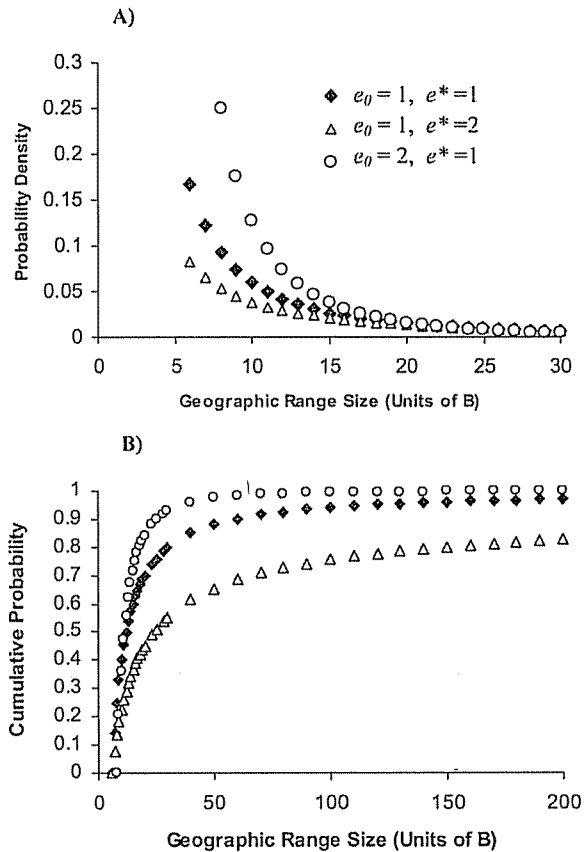 A)
0.3
0.25
0.2
0.15
0.1
0.05
0
Probability Density
e0 = 1, e* =1
e0 = 1, e* =2
e0 = 2, e* =1
0 5 10 15 20 25 30
Geographic Range Size (Units of B)
B)
1
0.9
0.8
0.7
0.6
0.5
0.4
0.3
0.2
0.1
0
Cumulative Probability
0 50 100 150 200
Geographic Range Size (Units of B)